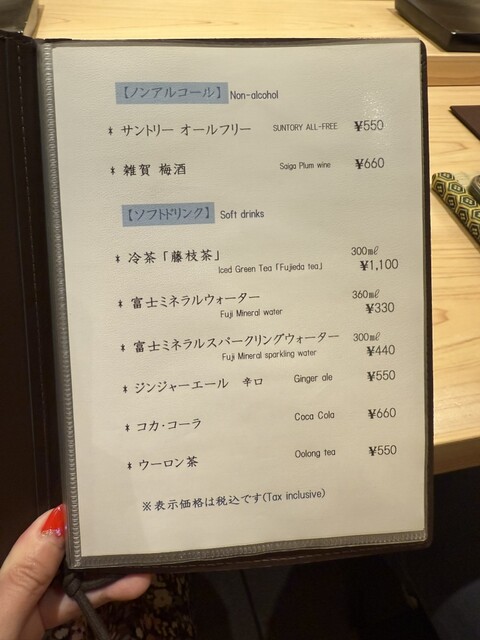 【ノンアルコール】 Non-alcohol
* サントリー オールフリー SUNTORY ALL-FREE ¥550
* 雑賀 梅酒 Saiga Plum wine ¥660
【ソフトドリンク】 Soft drinks
* 冷茶「藤枝茶」 300㎖
Iced Green Tea「Fujieda tea」 ¥1,100
* 富士ミネラルウォーター 360㎖
Fuji Mineral water ¥330
* 富士ミネラルスパークリングウォーター 300㎖
Fuji Mineral sparkling water ¥440
* ジンジャーエール 辛口 Ginger ale ¥550
* コカ・コーラ Coca Cola ¥660
* ウーロン茶 Oolong tea ¥550
※表示価格は税込です(Tax inclusive)